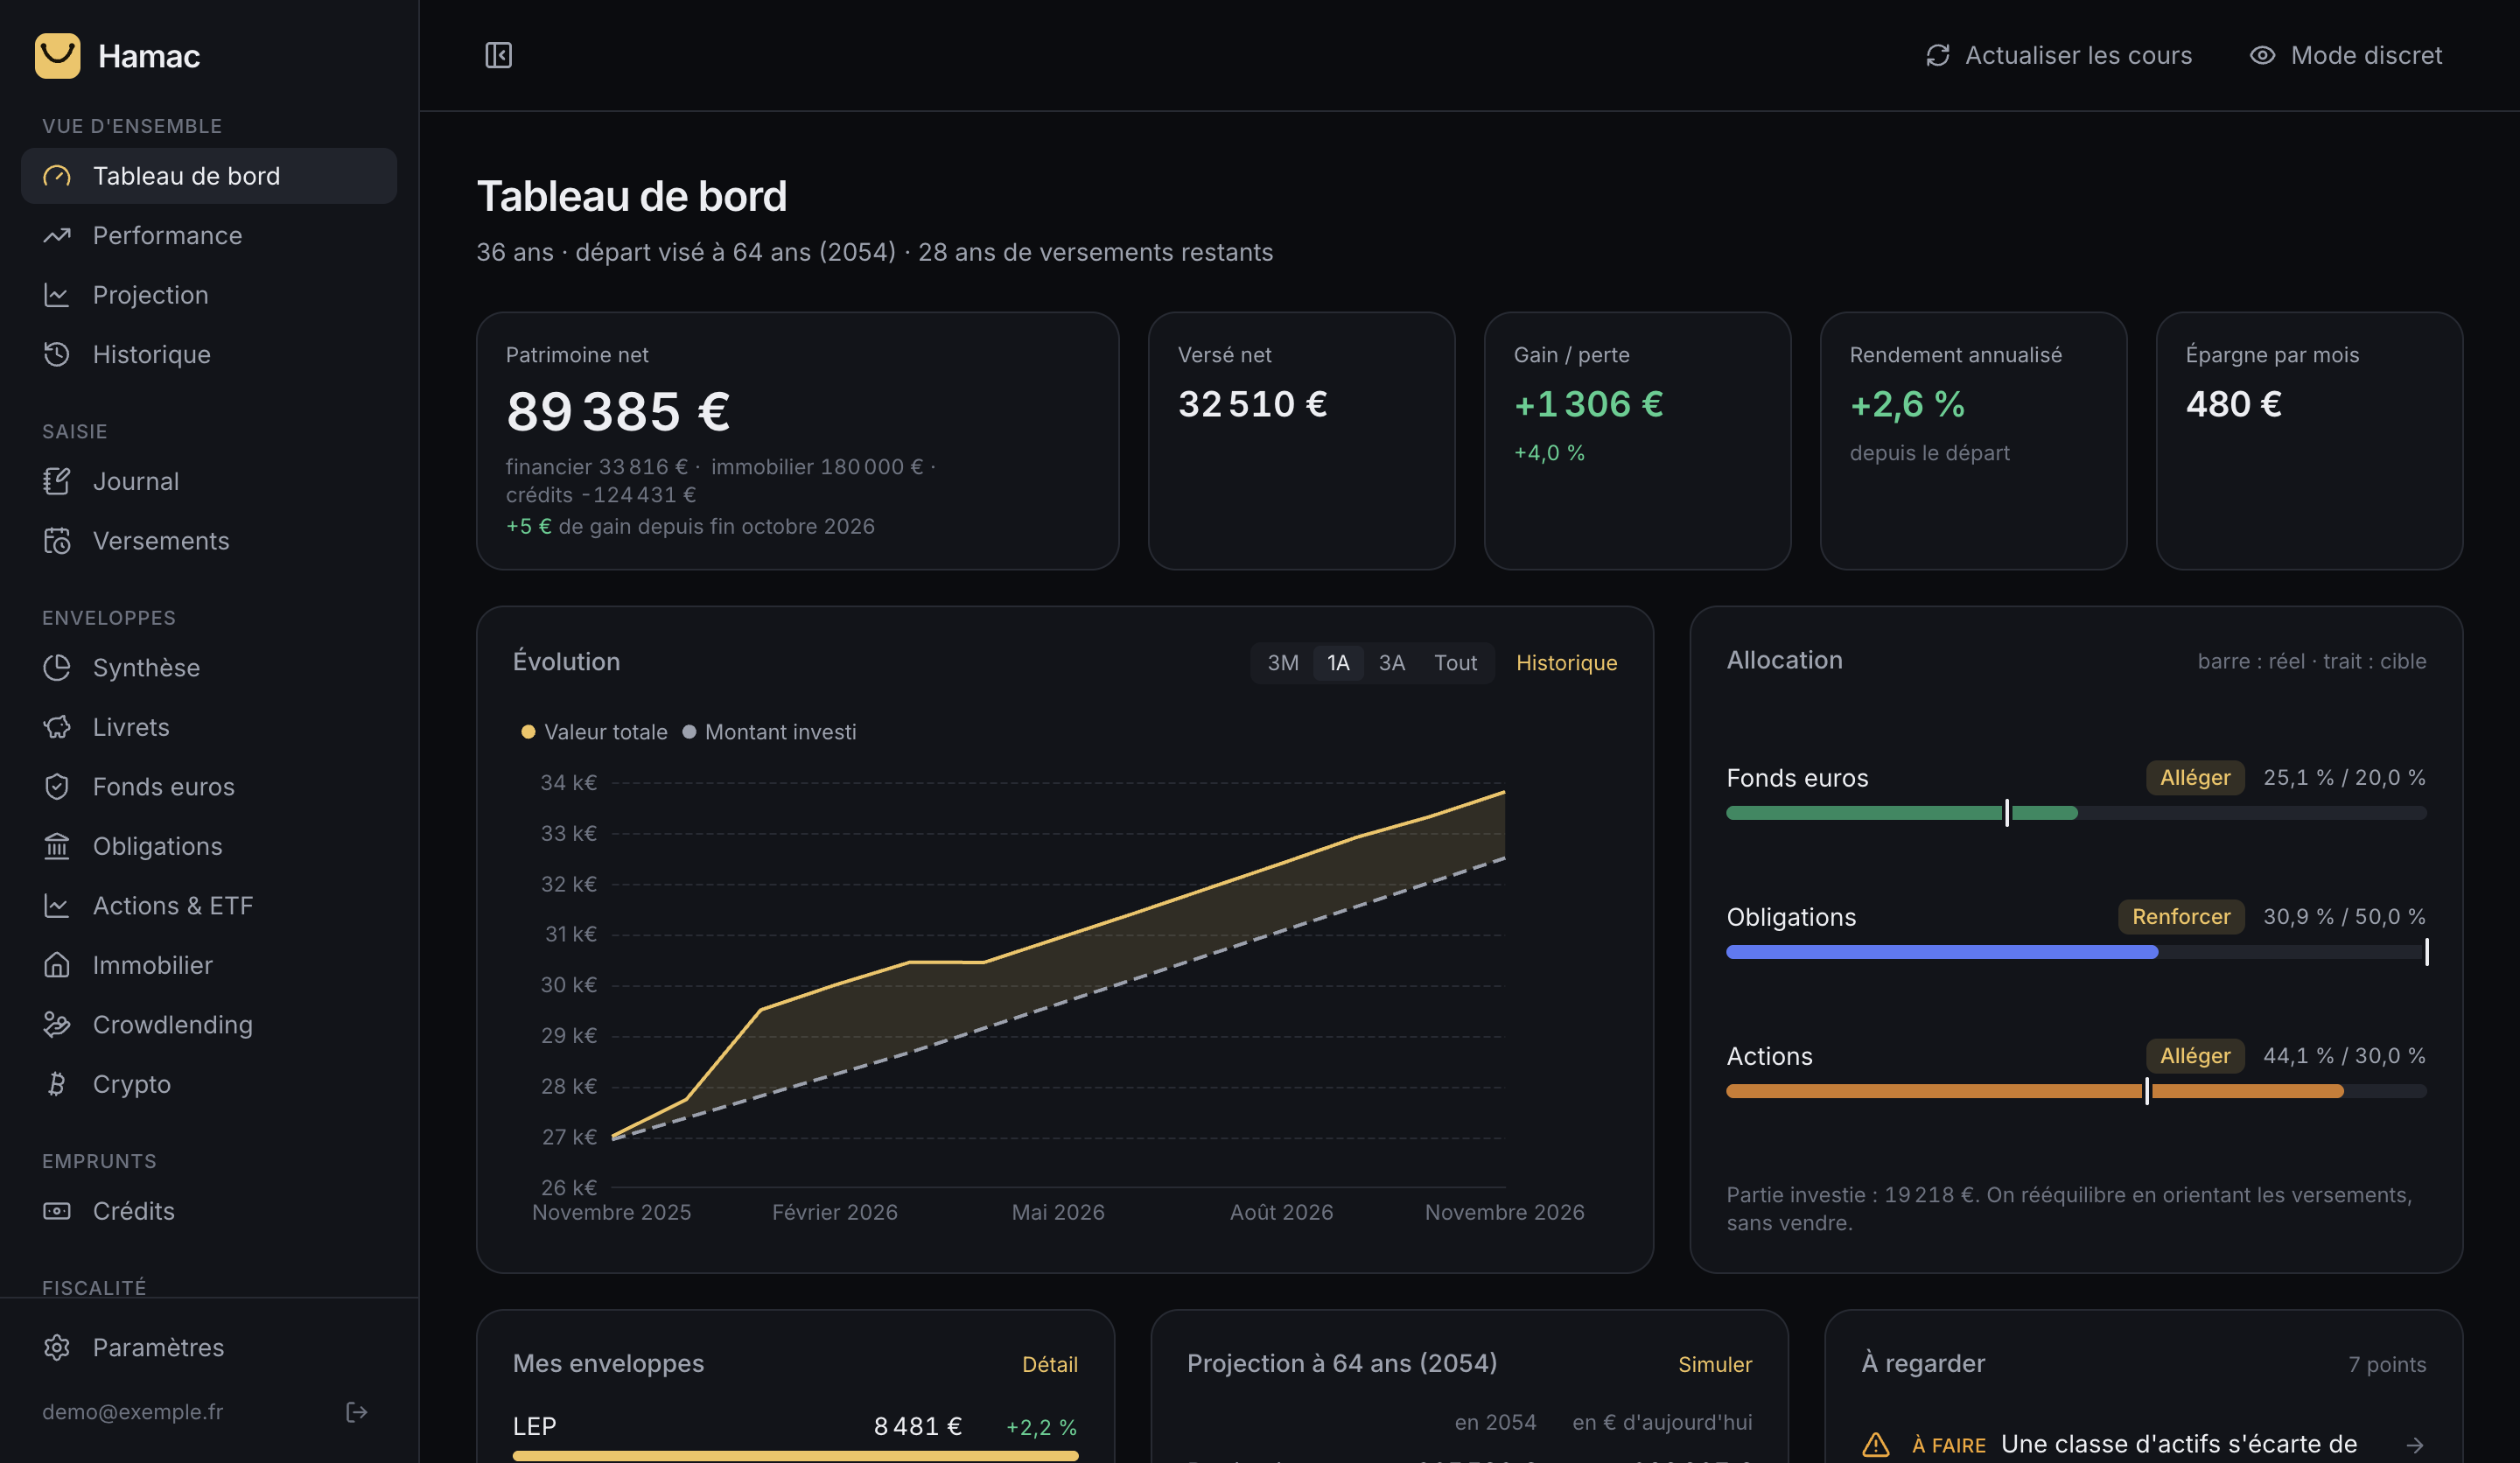 Hamac
VUE D'ENSEMBLE
Tableau de bord
Performance
Projection
Historique
SAISIE
Journal
Versements
ENVELOPPES
Synthèse
Livrets
Fonds euros
Obligations
Actions & ETF
Immobilier
Crowdlending
Crypto
EMPRUNTS
Crédits
FISCALITÉ
Paramètres
demo@exemple.fr
Actualiser les cours
Mode discret
Tableau de bord
36 ans · départ visé à 64 ans (2054) · 28 ans de versements restants
Patrimoine net
89 385 €
financier 33 816 € · immobilier 180 000 € ·
crédits -124 431 €
+5 € de gain depuis fin octobre 2026
Versé net
32 510 €
Gain / perte
+1 306 €
+4,0 %
Rendement annualisé
+2,6 %
depuis le départ
Épargne par mois
480 €
Évolution
3M 1A 3A Tout Historique
Valeur totale Montant investi
34 k€
33 k€
32 k€
31 k€
30 k€
29 k€
28 k€
27 k€
26 k€
Novembre 2025 Février 2026 Mai 2026 Août 2026 Novembre 2026
Allocation
barre : réel · trait : cible
Fonds euros Alléger 25,1 % / 20,0 %
Obligations Renforcer 30,9 % / 50,0 %
Actions Alléger 44,1 % / 30,0 %
Partie investie : 19 218 €. On rééquilibre en orientant les versements,
sans vendre.
Mes enveloppes Détail
LEP 8 481 € +2,2 %
Projection à 64 ans (2054) Simuler
en 2054 en € d'aujourd'hui
À regarder 7 points
À FAIRE Une classe d'actifs s'écarte de